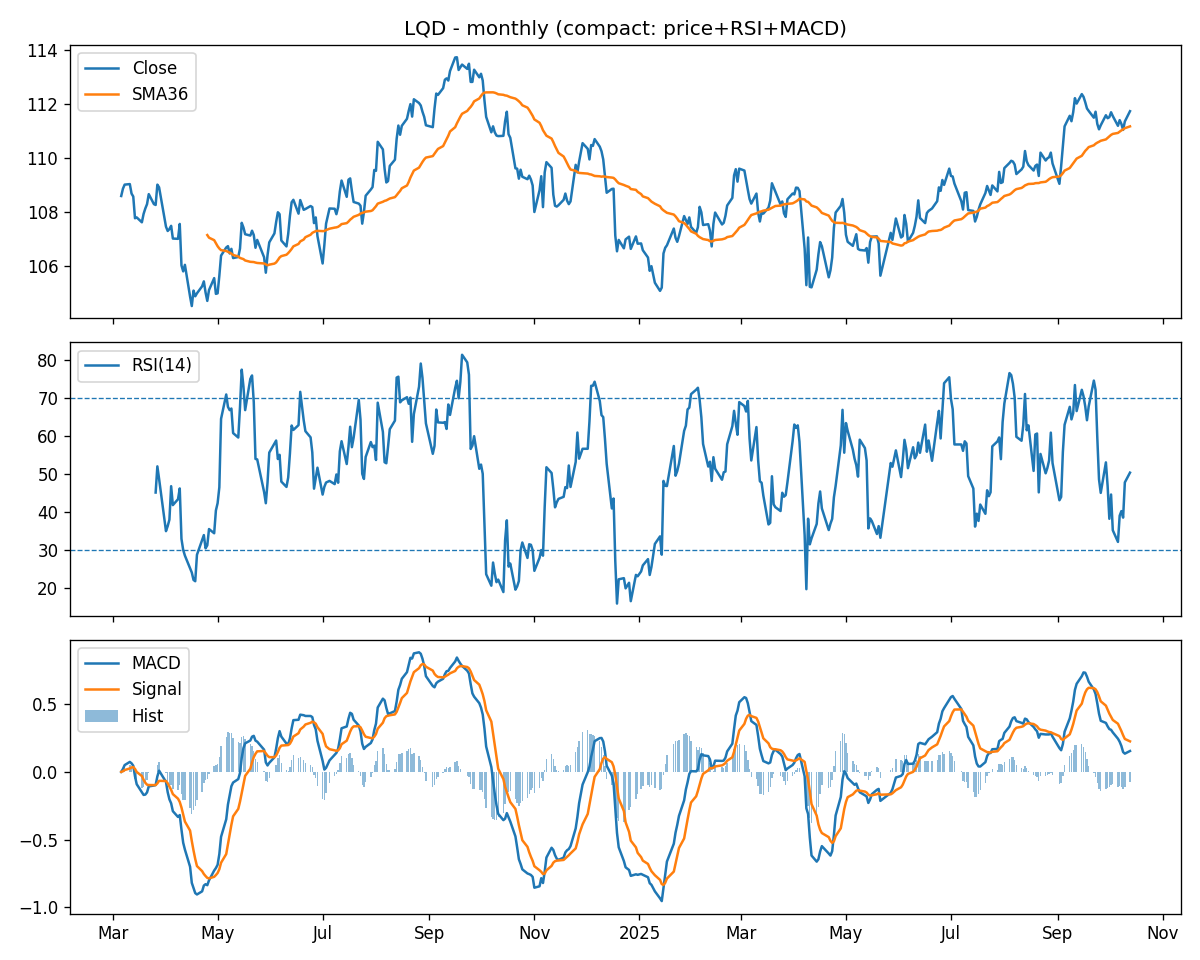 LQD - monthly (compact: price+RSI+MACD)
114
112
110
108
106
Close
SMA36
80
70
60
50
40
30
20
RSI(14)
0.5
0.0
−0.5
−1.0
MACD
Signal
Hist
Mar May Jul Sep Nov 2025 Mar May Jul Sep Nov